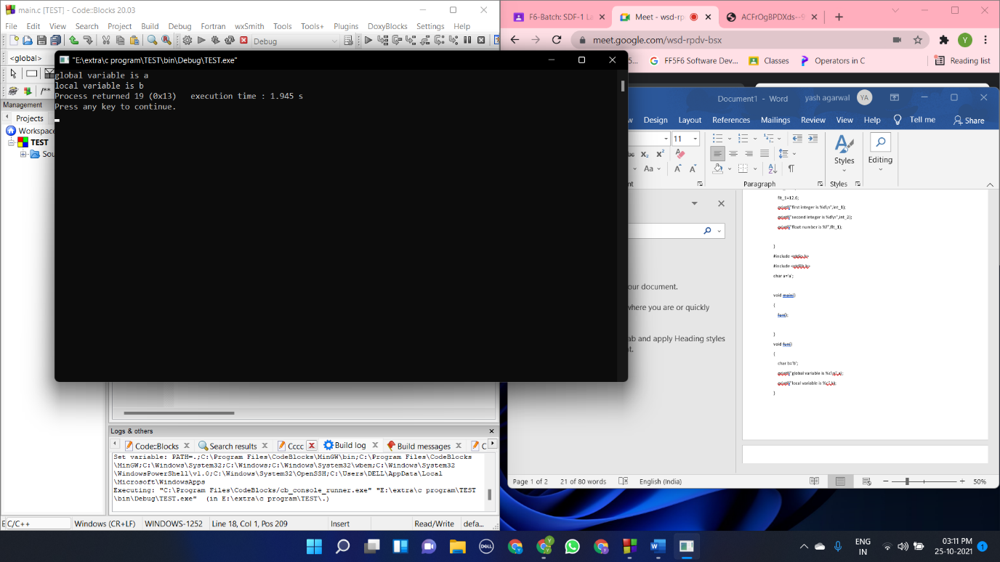 main.c [TEST] - Code::Blocks 20.03
File Edit View Search Project Build Debug Fortran wxSmith Tools Tools+ Plugins DoxyBlocks Settings Help
Debug
<global>
Management
Projects
Workspace
TEST
Sou
"E:\extra\c program\TEST\bin\Debug\TEST.exe"
global variable is a
local variable is b
Process returned 19 (0x13) execution time : 1.945 s
Press any key to continue.
Logs & others
Code::Blocks Search results Cccc Build log Build messages C
Set variable: PATH=.;C:\Program Files\CodeBlocks\MinGW\bin;C:\Program Files\CodeBlocks
\MinGW;C:\Windows\System32;C:\Windows;C:\Windows\System32\wbem;C:\Windows\System32
\WindowsPowerShell\v1.0;C:\Windows\System32\OpenSSH;C:\Users\DELL\AppData\Local
\Microsoft\WindowsApps
Executing: "C:\Program Files\CodeBlocks/cb_console_runner.exe" "E:\extra\c program\TEST
\bin\Debug\TEST.exe" (in E:\extra\c program\TEST\.)
E C/C++ Windows (CR+LF) WINDOWS-1252 Line 18, Col 1, Pos 209 Insert Read/Write defa...
F6-Batch: SDF-1 La
Meet - wsd-rp
ACFrOgBPDXds--9
meet.google.com/wsd-rpdv-bsx
Y
5... FF5F6 Software Dev... Classes Operators in C Reading list
Document1 - Word yash agarwal YA
w Design Layout References Mailings Review View Help Tell me Share
11
Aa
Styles
Editing
nt Paragraph Styles
our document.
where you are or quickly
ab and apply Heading styles
t.
flt_1=12.6;
printf("first integer is %d\n",int_1);
printf("second integer is %d\n",int_2);
printf("float number is %f",flt_1);
}
#include <stdio.h>
#include <stdlib.h>
char a='a';
void main()
{
fun();
}
void fun()
{
char b='b';
printf("global variable is %c\n",a);
printf("local variable is %c",b);
}
Page 1 of 2 21 of 80 words English (India) 50%
DELL
ENG
IN
03:11 PM
25-10-2021
1